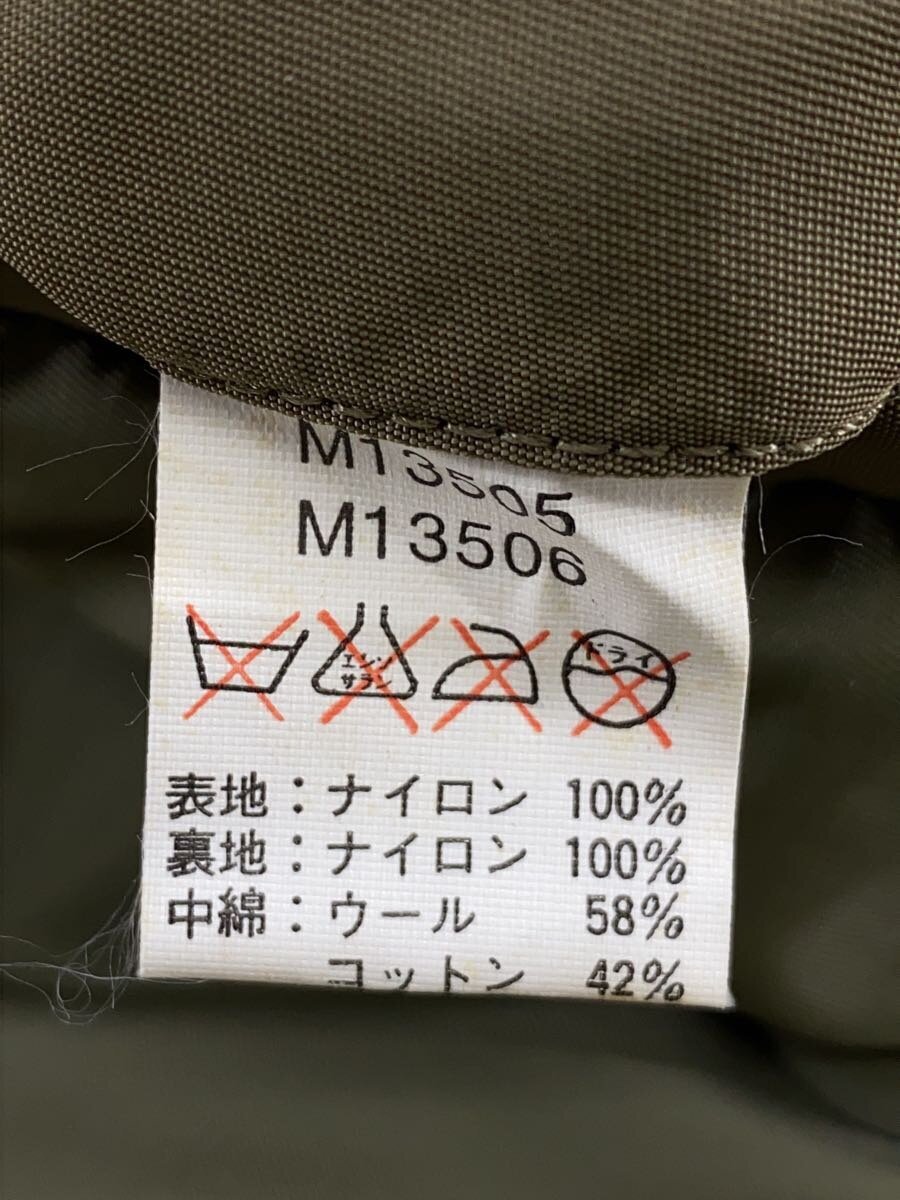 M13505
M13506
エンソ
サラシ
ドライ
表地：ナイロン 100%
裏地：ナイロン 100%
中綿：ウール 58%
コットン 42%